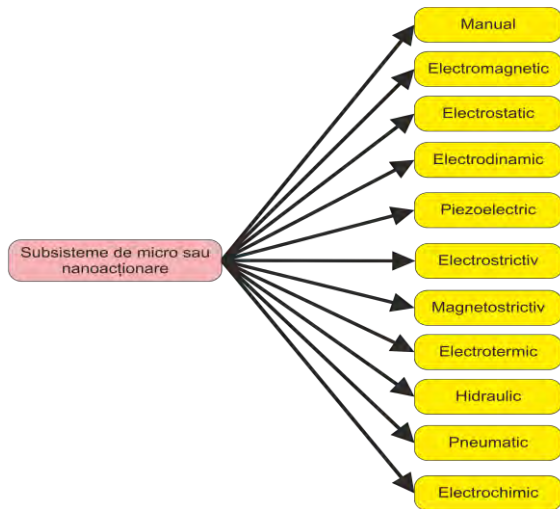 Manual
Electromagnetic
Electrostatic
Electrodinamic
Piezoelectric
Subsisteme de micro sau
nanoacționare
Electrostrictiv
Magnetostrictiv
Electrotermic
Hidraulic
Pneumatic
Electrochimic